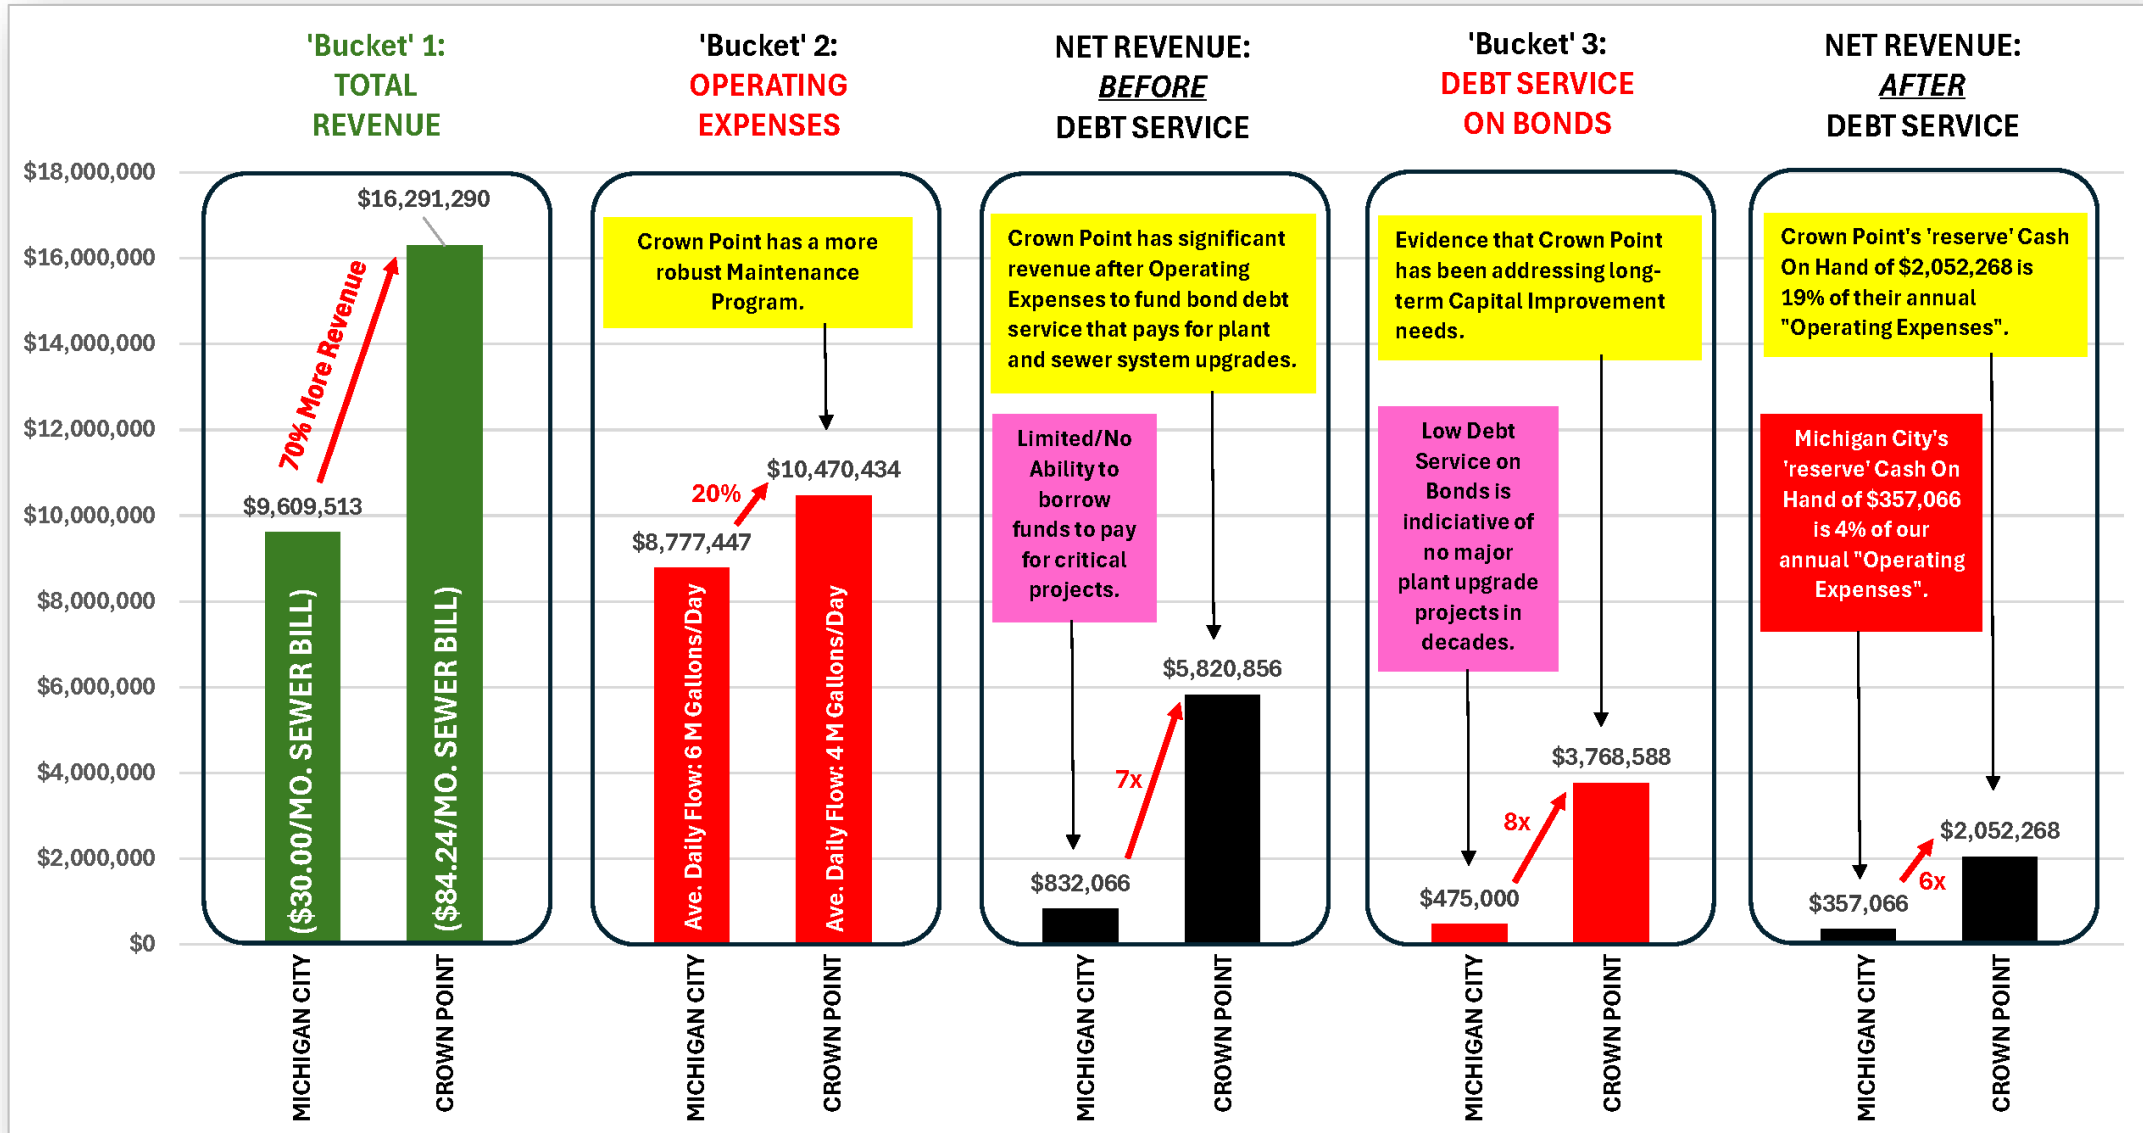 'Bucket' 1:
TOTAL
REVENUE
'Bucket' 2:
OPERATING
EXPENSES
NET REVENUE:
BEFORE
DEBT SERVICE
'Bucket' 3:
DEBT SERVICE
ON BONDS
NET REVENUE:
AFTER
DEBT SERVICE
$18,000,000
$16,000,000
$14,000,000
$12,000,000
$10,000,000
$8,000,000
$6,000,000
$4,000,000
$2,000,000
$0
$16,291,290
70% More Revenue
$9,609,513
($30.00/MO. SEWER BILL)
($84.24/MO. SEWER BILL)
MICHIGAN CITY
CROWN POINT
Crown Point has a more
robust Maintenance
Program.
$10,470,434
20%
$8,777,447
Ave. Daily Flow: 6 M Gallons/Day
Ave. Daily Flow: 4 M Gallons/Day
MICHIGAN CITY
CROWN POINT
Crown Point has significant
revenue after Operating
Expenses to fund bond debt
service that pays for plant
and sewer system upgrades.
Limited/No
Ability to
borrow
funds to pay
for critical
projects.
$5,820,856
7x
$832,066
MICHIGAN CITY
CROWN POINT
Evidence that Crown Point
has been addressing long-
term Capital Improvement
needs.
Low Debt
Service on
Bonds is
indiciative of
no major
plant upgrade
projects in
decades.
$3,768,588
8x
$475,000
MICHIGAN CITY
CROWN POINT
Crown Point's 'reserve' Cash
On Hand of $2,052,268 is
19% of their annual
"Operating Expenses".
Michigan City's
'reserve' Cash On
Hand of $357,066
is 4% of our
annual "Operating
Expenses".
$2,052,268
6x
$357,066
MICHIGAN CITY
CROWN POINT